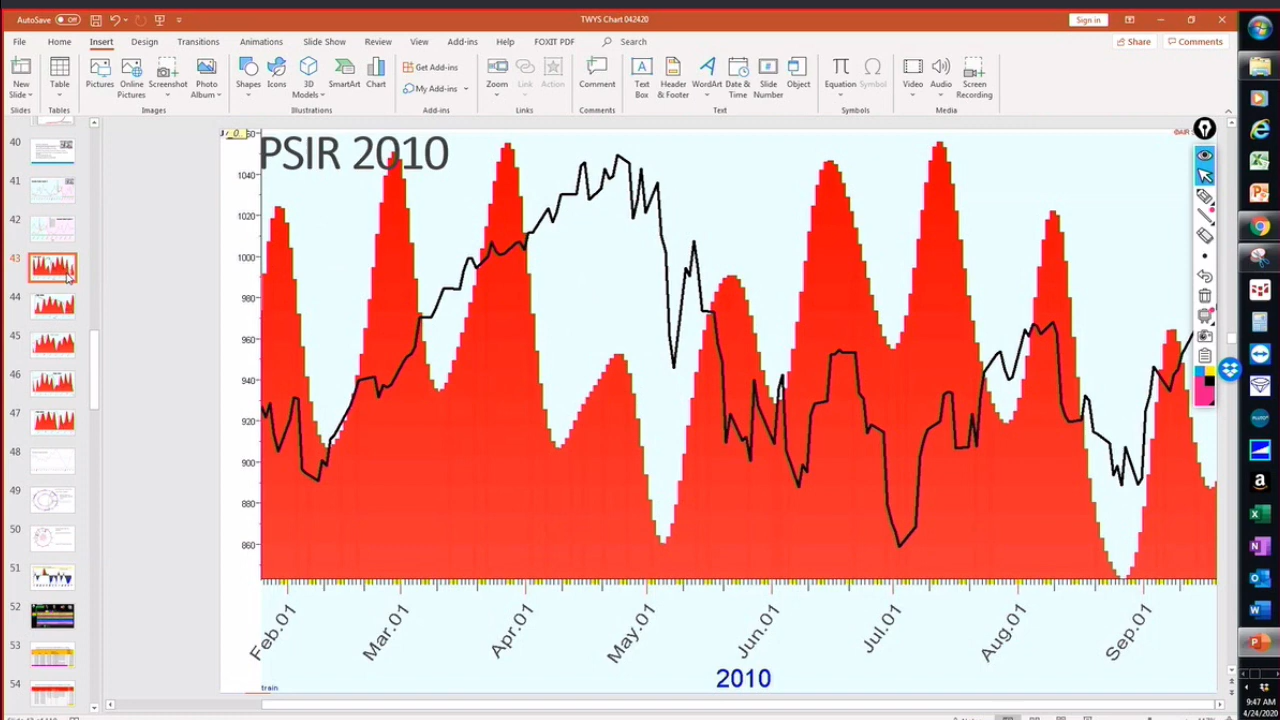 AutoSave Off
TWYS Chart 042420
Sign in
File Home Insert Design Transitions Animations Slide Show Review View Add-ins Help FOXIT PDF Search
Share Comments
New Slide
Table
Pictures
Online Pictures
Screenshot
Photo Album
Shapes
Icons
3D Models
SmartArt
Chart
Get Add-ins
My Add-ins
Zoom
Link
Action
Comment
Text Box
Header & Footer
WordArt
Date & Time
Slide Number
Object
Equation
Symbol
Video
Audio
Screen Recording
Slides Tables Images Illustrations Add-ins Links Comments Text Symbols Media
40
41
42
43
44
45
46
47
48
49
50
51
52
53
54
PSIR 2010
1040
1020
1000
980
960
940
920
900
880
860
Feb.01 Mar.01 Apr.01 May.01 Jun.01 Jul.01 Aug.01 Sep.01
2010
train
9:47 AM
4/24/2020